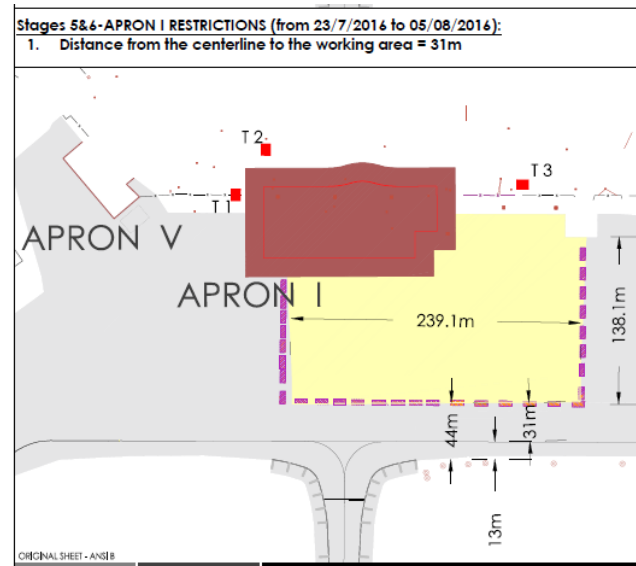 Stages 5&6-APRON I RESTRICTIONS (from 23/7/2016 to 05/08/2016):
1. Distance from the centerline to the working area = 31m
T 2
T 3
T 1
APRON V
APRON I
239.1m
138.1m
44m
31m
13m
ORIGINAL SHEET - ANSI B